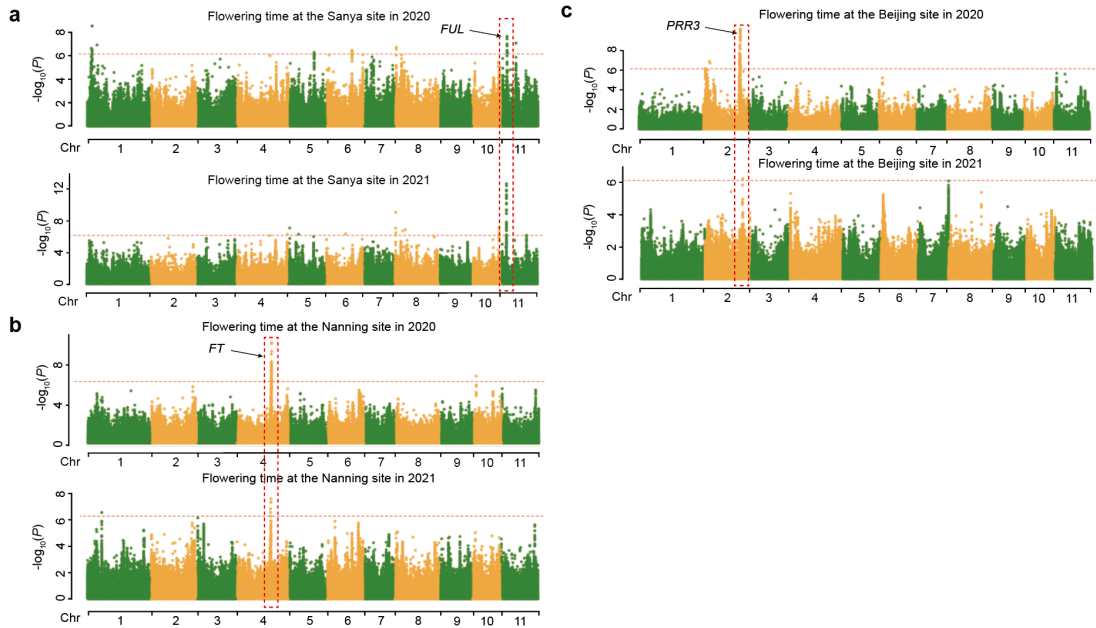 a
Flowering time at the Sanya site in 2020
FUL
-log10(P)
0 2 4 6 8
Chr 1 2 3 4 5 6 7 8 9 10 11
Flowering time at the Sanya site in 2021
-log10(P)
0 4 8 12
Chr 1 2 3 4 5 6 7 8 9 10 11
b
Flowering time at the Nanning site in 2020
FT
-log10(P)
0 4 8
Chr 1 2 3 4 5 6 7 8 9 10 11
Flowering time at the Nanning site in 2021
-log10(P)
0 2 4 6 8
Chr 1 2 3 4 5 6 7 8 9 10 11
c
Flowering time at the Beijing site in 2020
PRR3
-log10(P)
0 2 4 6 8
Chr 1 2 3 4 5 6 7 8 9 10 11
Flowering time at the Beijing site in 2021
-log10(P)
0 2 4 6
Chr 1 2 3 4 5 6 7 8 9 10 11